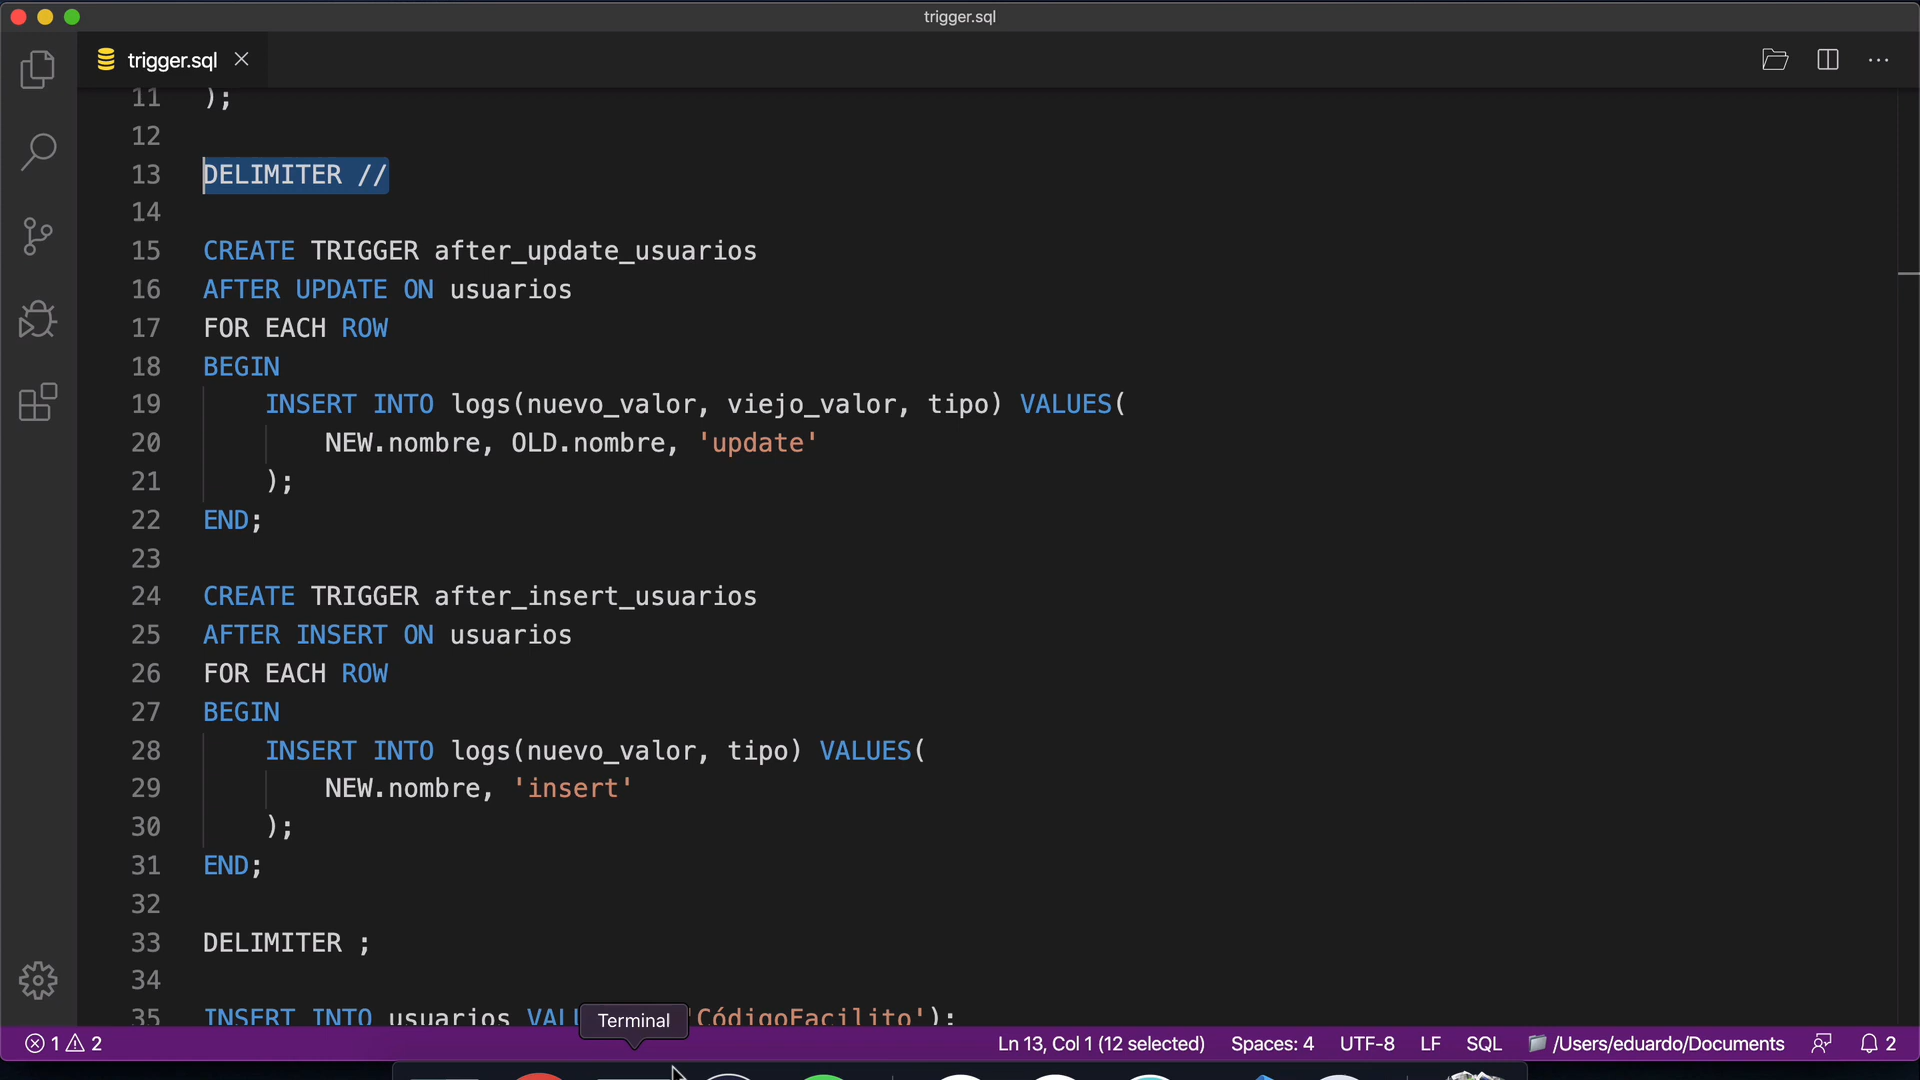 trigger.sql
trigger.sql
11 );
12
13 DELIMITER //
14
15 CREATE TRIGGER after_update_usuarios
16 AFTER UPDATE ON usuarios
17 FOR EACH ROW
18 BEGIN
19 INSERT INTO logs(nuevo_valor, viejo_valor, tipo) VALUES(
20 NEW.nombre, OLD.nombre, 'update'
21 );
22 END;
23
24 CREATE TRIGGER after_insert_usuarios
25 AFTER INSERT ON usuarios
26 FOR EACH ROW
27 BEGIN
28 INSERT INTO logs(nuevo_valor, tipo) VALUES(
29 NEW.nombre, 'insert'
30 );
31 END;
32
33 DELIMITER ;
34
35 INSERT INTO usuarios VAL 'CódigoFacilito');
Terminal
1 2 Ln 13, Col 1 (12 selected) Spaces: 4 UTF-8 LF SQL /Users/eduardo/Documents 2